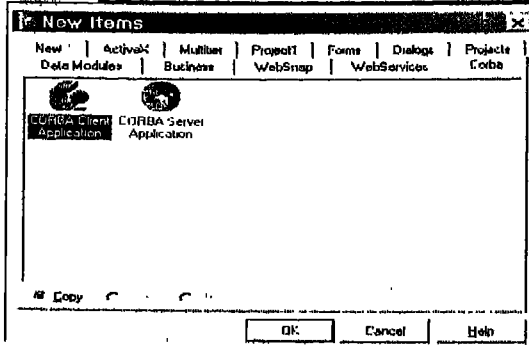 New Items
New ActiveX Multitier Project1 Forms Dialogs Projects
Data Modules Business WebSnap WebServices Corba
CORBA Client Application
CORBA Server Application
Copy
OK Cancel Help